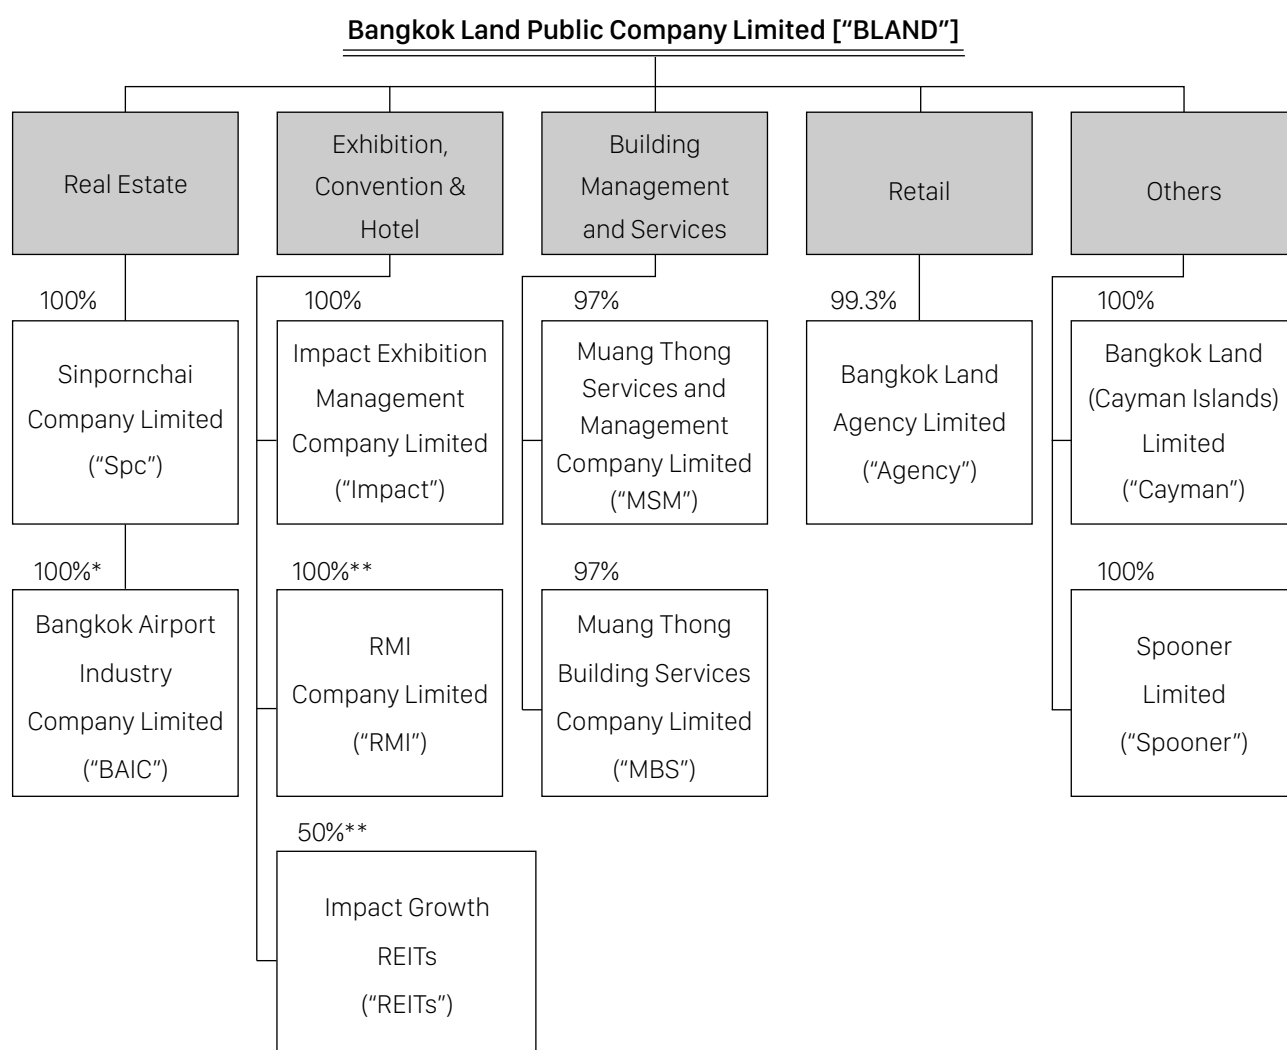 Bangkok Land Public Company Limited [“BLAND”]
Real Estate
Exhibition,
Convention &
Hotel
Building
Management
and Services
Retail
Others
100%
Sinpornchai
Company Limited
(“Spc”)
100%*
Bangkok Airport
Industry
Company Limited
(“BAIC”)
100%
Impact Exhibition
Management
Company Limited
(“Impact”)
100%**
RMI
Company Limited
(“RMI”)
50%**
Impact Growth
REITs
(“REITs”)
97%
Muang Thong
Services and
Management
Company Limited
(“MSM”)
97%
Muang Thong
Building Services
Company Limited
(“MBS”)
99.3%
Bangkok Land
Agency Limited
(“Agency”)
100%
Bangkok Land
(Cayman Islands)
Limited
(“Cayman”)
100%
Spooner
Limited
(“Spooner”)